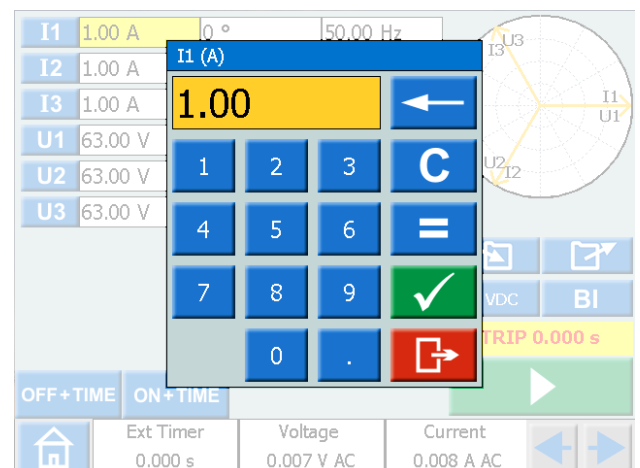 I1 1.00 A 0 ° 50.00 Hz
I2 1.00 A
I3 1.00 A
U1 63.00 V
U2 63.00 V
U3 63.00 V
I1 (A)
1.00
1 2 3 C
4 5 6 =
7 8 9
0 .
U3
I3
I1
U1
U2
I2
VDC BI
TRIP 0.000 s
OFF+TIME ON+TIME
Ext Timer Voltage Current
0.000 s 0.007 V AC 0.008 A AC